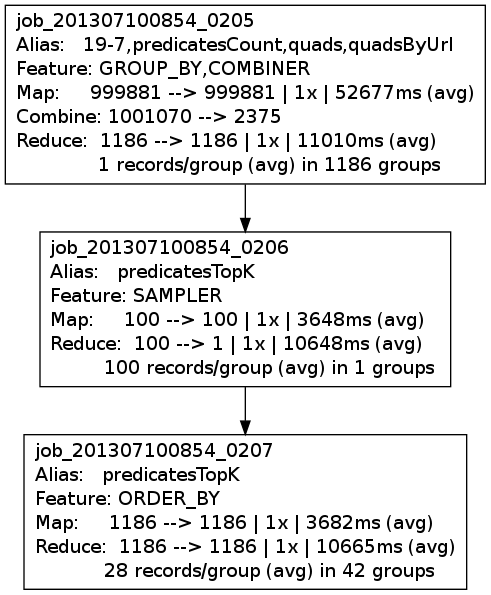 job_201307100854_0205
Alias: 19-7,predicatesCount,quads,quadsByUrl
Feature: GROUP_BY,COMBINER
Map: 999881 --> 999881 | 1x | 52677ms (avg)
Combine: 1001070 --> 2375
Reduce: 1186 --> 1186 | 1x | 11010ms (avg)
1 records/group (avg) in 1186 groups
job_201307100854_0206
Alias: predicatesTopK
Feature: SAMPLER
Map: 100 --> 100 | 1x | 3648ms (avg)
Reduce: 100 --> 1 | 1x | 10648ms (avg)
100 records/group (avg) in 1 groups
job_201307100854_0207
Alias: predicatesTopK
Feature: ORDER_BY
Map: 1186 --> 1186 | 1x | 3682ms (avg)
Reduce: 1186 --> 1186 | 1x | 10665ms (avg)
28 records/group (avg) in 42 groups